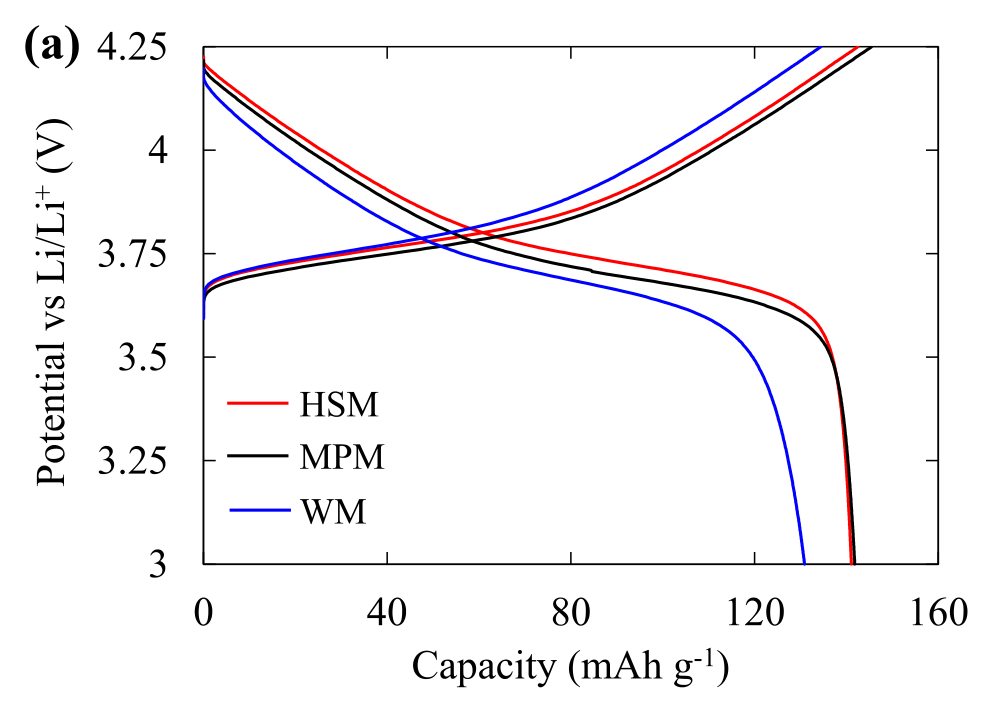 (a)
4.25
4
3.75
3.5
3.25
3
Potential vs Li/Li⁺ (V)
HSM
MPM
WM
0 40 80 120 160
Capacity (mAh g⁻¹)